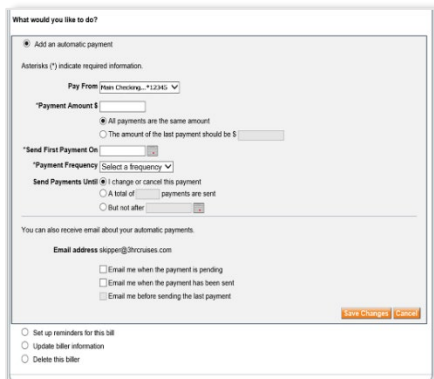 What would you like to do?
Add an automatic payment
Asterisks (*) indicate required information.
Pay From Main Checking...*12345
*Payment Amount $
All payments are the same amount
The amount of the last payment should be $
*Send First Payment On
*Payment Frequency Select a frequency
Send Payments Until I change or cancel this payment
A total of payments are sent
But not after
You can also receive email about your automatic payments.
Email address skipper@3hrcruises.com
Email me when the payment is pending
Email me when the payment has been sent
Email me before sending the last payment
Save Changes Cancel
Set up reminders for this bill
Update biller information
Delete this biller